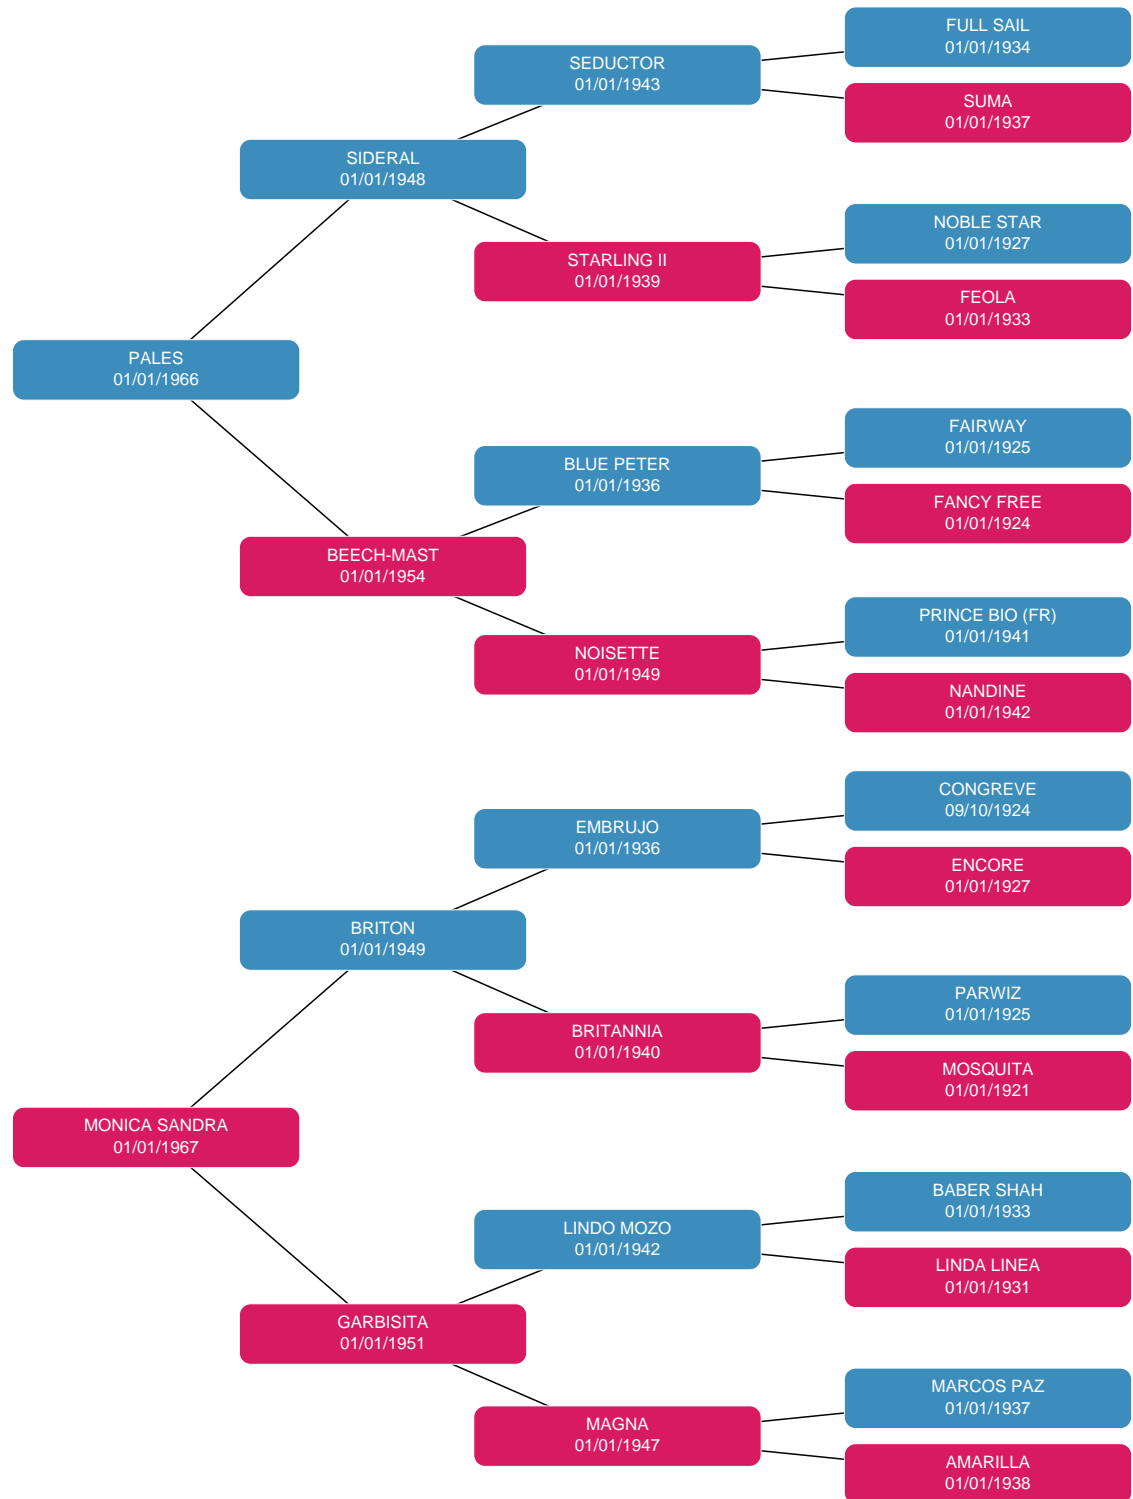 FULL SAIL
01/01/1934
SEDUCTOR
01/01/1943
SUMA
01/01/1937
SIDERAL
01/01/1948
NOBLE STAR
01/01/1927
STARLING II
01/01/1939
FEOLA
01/01/1933
PALES
01/01/1966
FAIRWAY
01/01/1925
BLUE PETER
01/01/1936
FANCY FREE
01/01/1924
BEECH-MAST
01/01/1954
PRINCE BIO (FR)
01/01/1941
NOISETTE
01/01/1949
NANDINE
01/01/1942
CONGREVE
09/10/1924
EMBRUJO
01/01/1936
ENCORE
01/01/1927
BRITON
01/01/1949
PARWIZ
01/01/1925
BRITANNIA
01/01/1940
MOSQUITA
01/01/1921
MONICA SANDRA
01/01/1967
BABER SHAH
01/01/1933
LINDO MOZO
01/01/1942
LINDA LINEA
01/01/1931
GARBISITA
01/01/1951
MARCOS PAZ
01/01/1937
MAGNA
01/01/1947
AMARILLA
01/01/1938